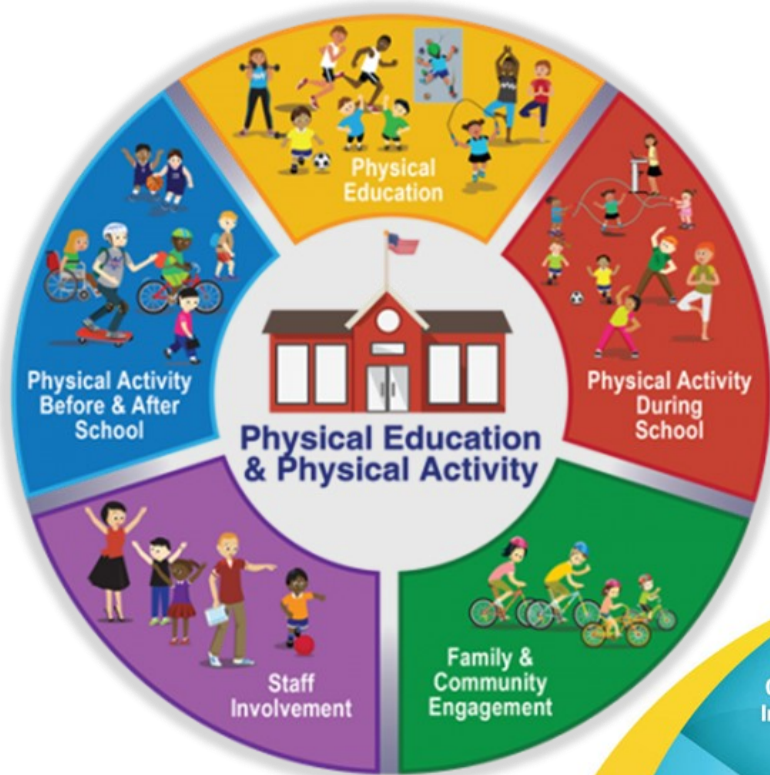 Physical
Education
Physical Activity
During
School
Family &
Community
Engagement
Staff
Involvement
Physical Activity
Before & After
School
Physical Education
& Physical Activity